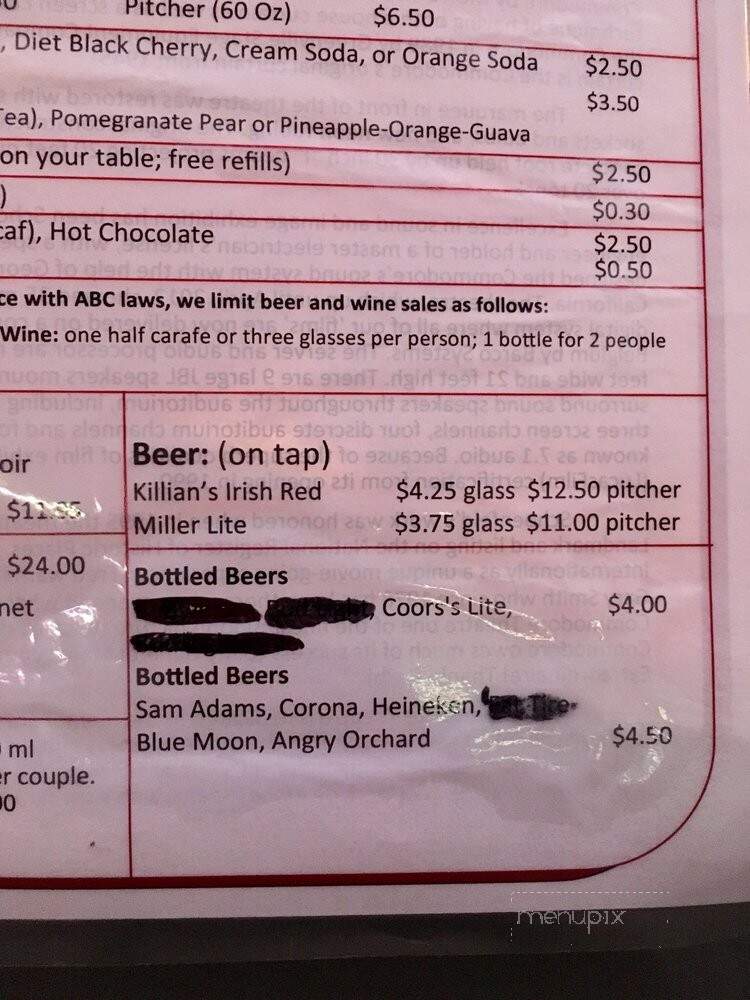 Pitcher (60 Oz) $6.50
, Diet Black Cherry, Cream Soda, or Orange Soda $2.50
$3.50
Tea), Pomegranate Pear or Pineapple-Orange-Guava
on your table; free refills) $2.50
) $0.30
caf), Hot Chocolate $2.50
$0.50
ce with ABC laws, we limit beer and wine sales as follows:
Wine: one half carafe or three glasses per person; 1 bottle for 2 people
oir
$11.95
$24.00
net
ml
er couple.
Beer: (on tap)
Killian's Irish Red $4.25 glass $12.50 pitcher
Miller Lite $3.75 glass $11.00 pitcher
Bottled Beers
, Coors's Lite, $4.00
Bottled Beers
Sam Adams, Corona, Heineken,
Blue Moon, Angry Orchard $4.50
menupix